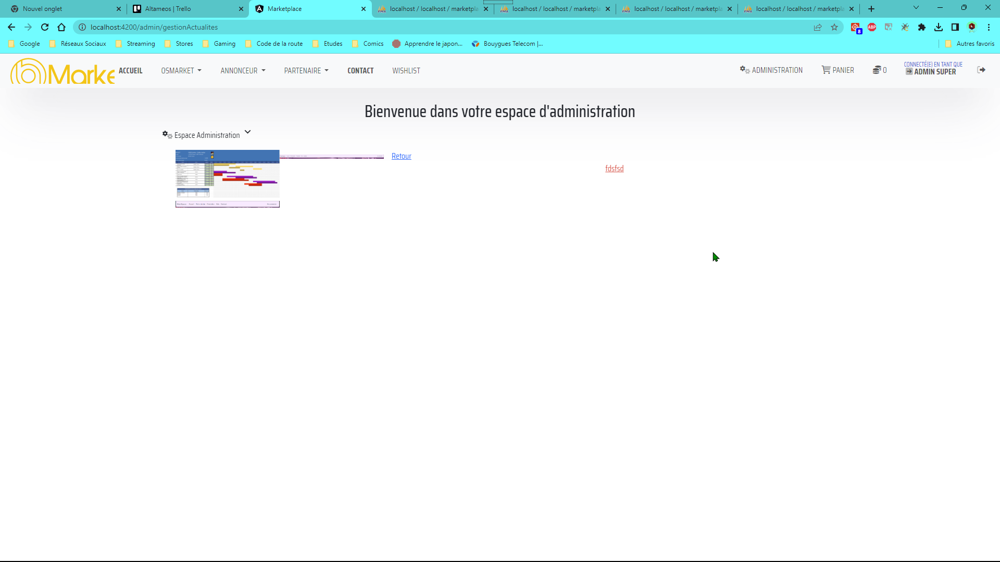 Nouvel onglet
Altameos | Trello
Marketplace
localhost / localhost / marketpla
localhost / localhost / marketpla
localhost / localhost / marketpla
localhost / localhost / marketpla
localhost:4200/admin/gestionActualites
ABP
8
Google
Réseaux Sociaux
Streaming
Stores
Gaming
Code de la route
Etudes
Comics
Apprendre le japon...
Bouygues Telecom |...
Autres favoris
Marke
ACCUEIL
OSMARKET
ANNONCEUR
PARTENAIRE
CONTACT
WISHLIST
ADMINISTRATION
PANIER
0
CONNECTÉ(E) EN TANT QUE
ADMIN SUPER
Bienvenue dans votre espace d'administration
Espace Administration
Retour
fdsfsd